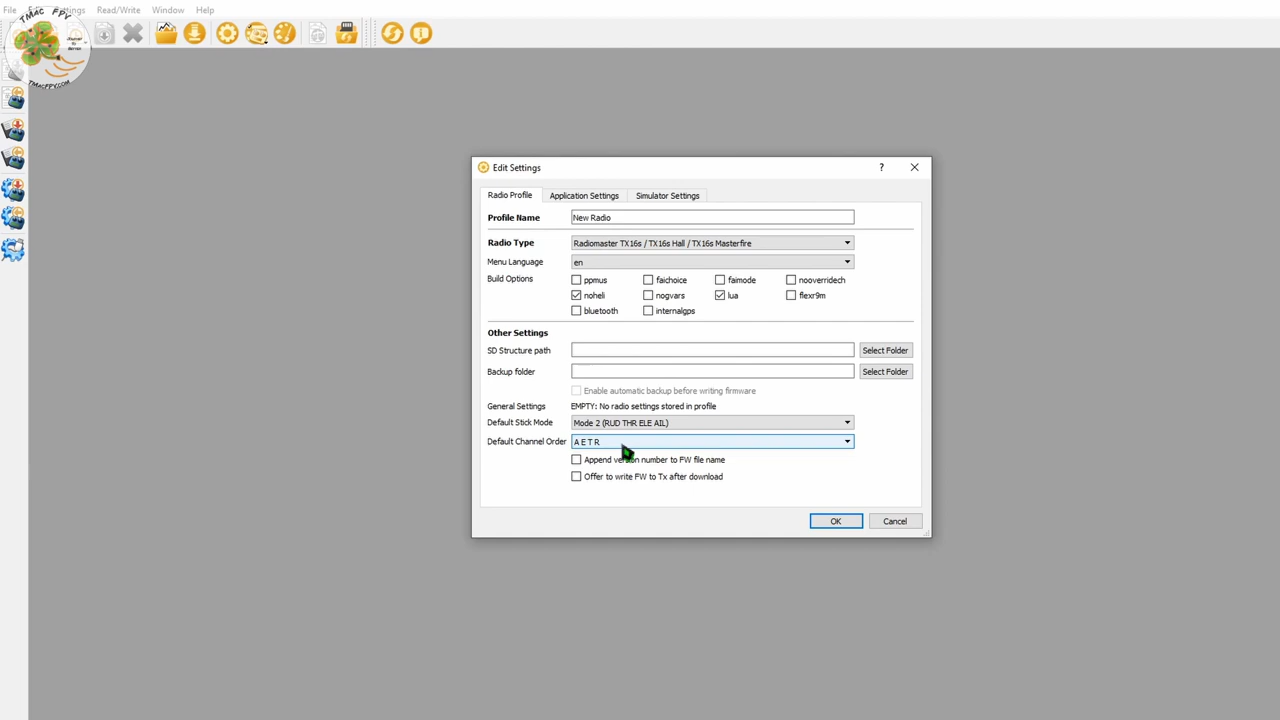 File Edit Settings Read/Write Window Help
TMAC FPV
TMACFPV.COM
Edit Settings
?
Radio Profile Application Settings Simulator Settings
Profile Name New Radio
Radio Type Radiomaster TX16s / TX16s Hall / TX16s Masterfire
Menu Language en
Build Options ppmus faichoice faimode nooverridech
noheli nogvars lua flexr9m
bluetooth internalgps
Other Settings
SD Structure path Select Folder
Backup folder Select Folder
Enable automatic backup before writing firmware
General Settings EMPTY: No radio settings stored in profile
Default Stick Mode Mode 2 (RUD THR ELE AIL)
Default Channel Order A E T R
Append version number to FW file name
Offer to write FW to Tx after download
OK Cancel